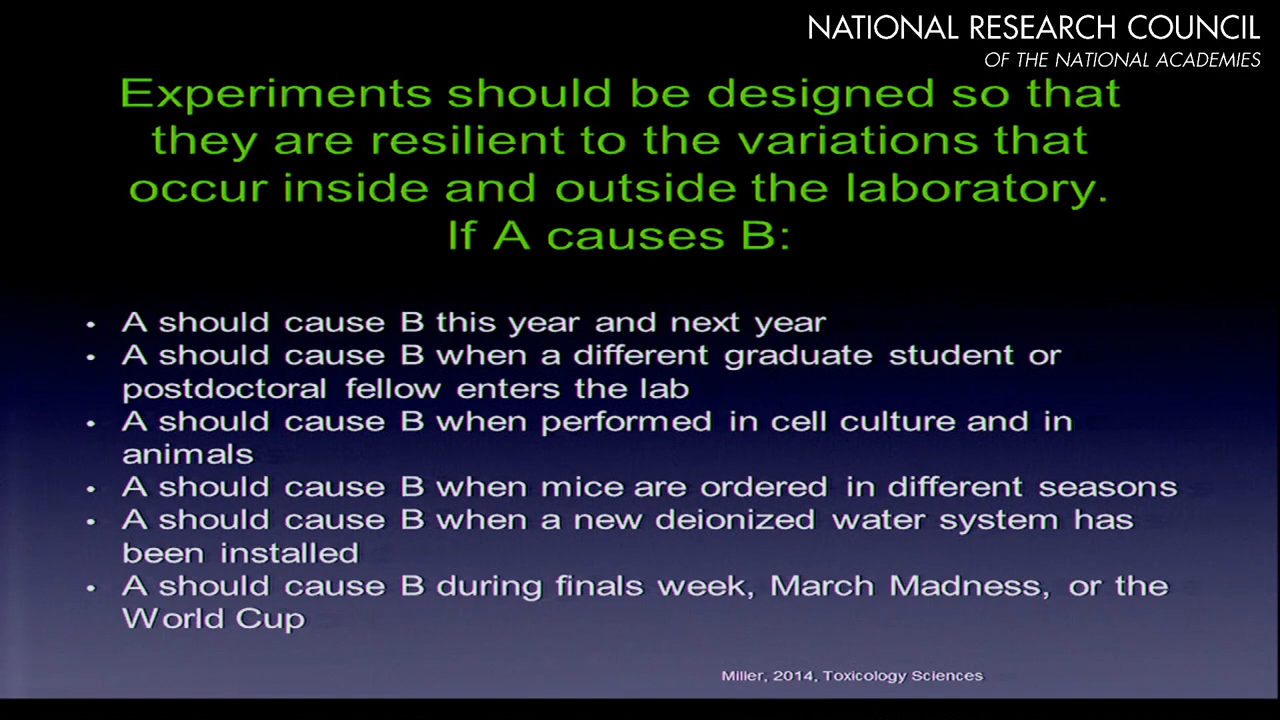 NATIONAL RESEARCH COUNCIL
OF THE NATIONAL ACADEMIES
Experiments should be designed so that
they are resilient to the variations that
occur inside and outside the laboratory.
If A causes B:
• A should cause B this year and next year
• A should cause B when a different graduate student or
postdoctoral fellow enters the lab
• A should cause B when performed in cell culture and in
animals
• A should cause B when mice are ordered in different seasons
• A should cause B when a new deionized water system has
been installed
• A should cause B during finals week, March Madness, or the
World Cup
Miller, 2014, Toxicology Sciences